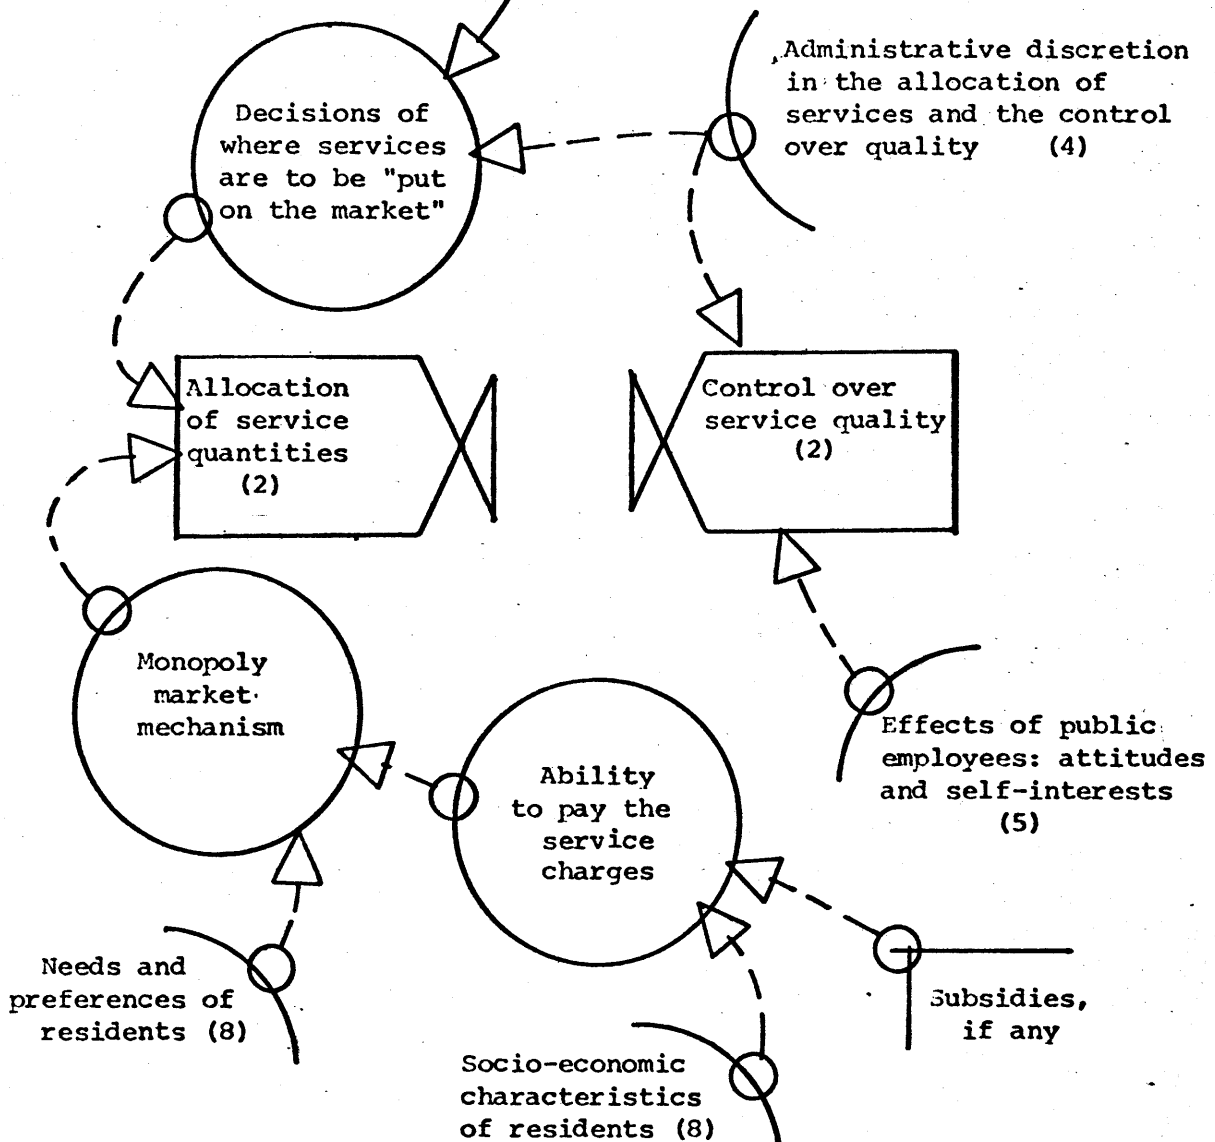 Decisions of
where services
are to be "put
on the market"
Administrative discretion
in the allocation of
services and the control
over quality (4)
Allocation
of service
quantities
(2)
Control over
service quality
(2)
Monopoly
market
mechanism
Ability
to pay the
service
charges
Effects of public
employees: attitudes
and self-interests
(5)
Needs and
preferences of
residents (8)
Subsidies,
if any
Socio-economic
characteristics
of residents (8)